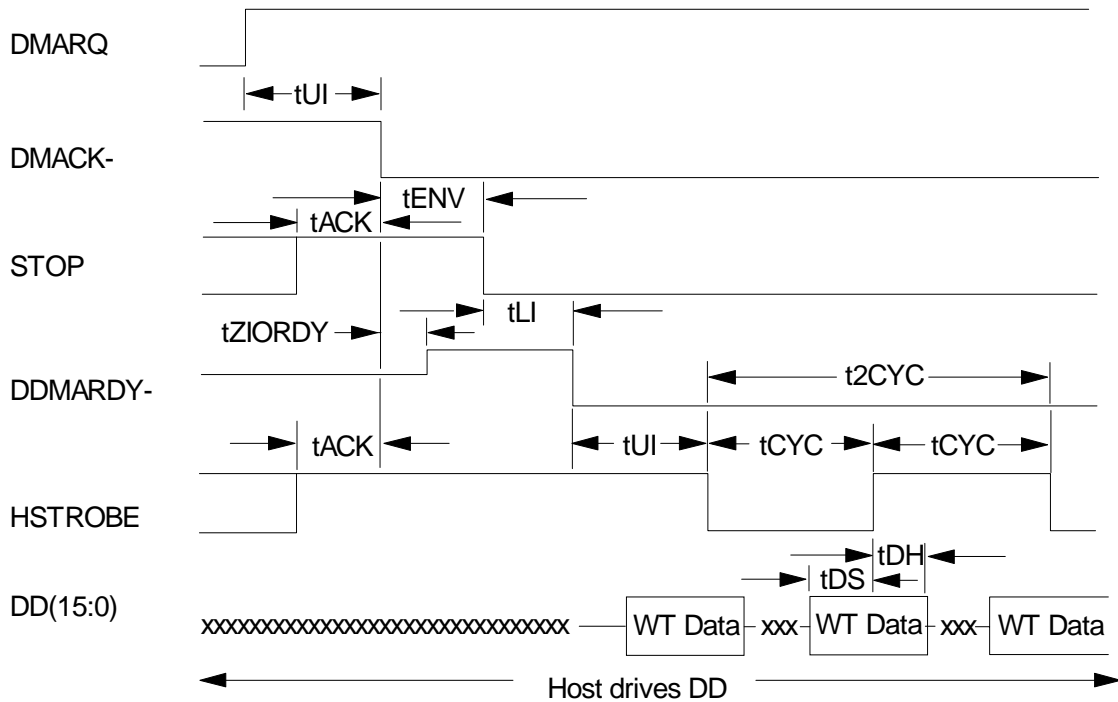 DMARQ
tUI
DMACK-
tENV
tACK
STOP
tLI
tZIORDY
t2CYC
DDMARDY-
tACK
tUI
tCYC
tCYC
HSTROBE
tDH
tDS
DD(15:0)
xxxxxxxxxxxxxxxxxxxxxxxxxxxxxxx WT Data xxx WT Data xxx WT Data
Host drives DD